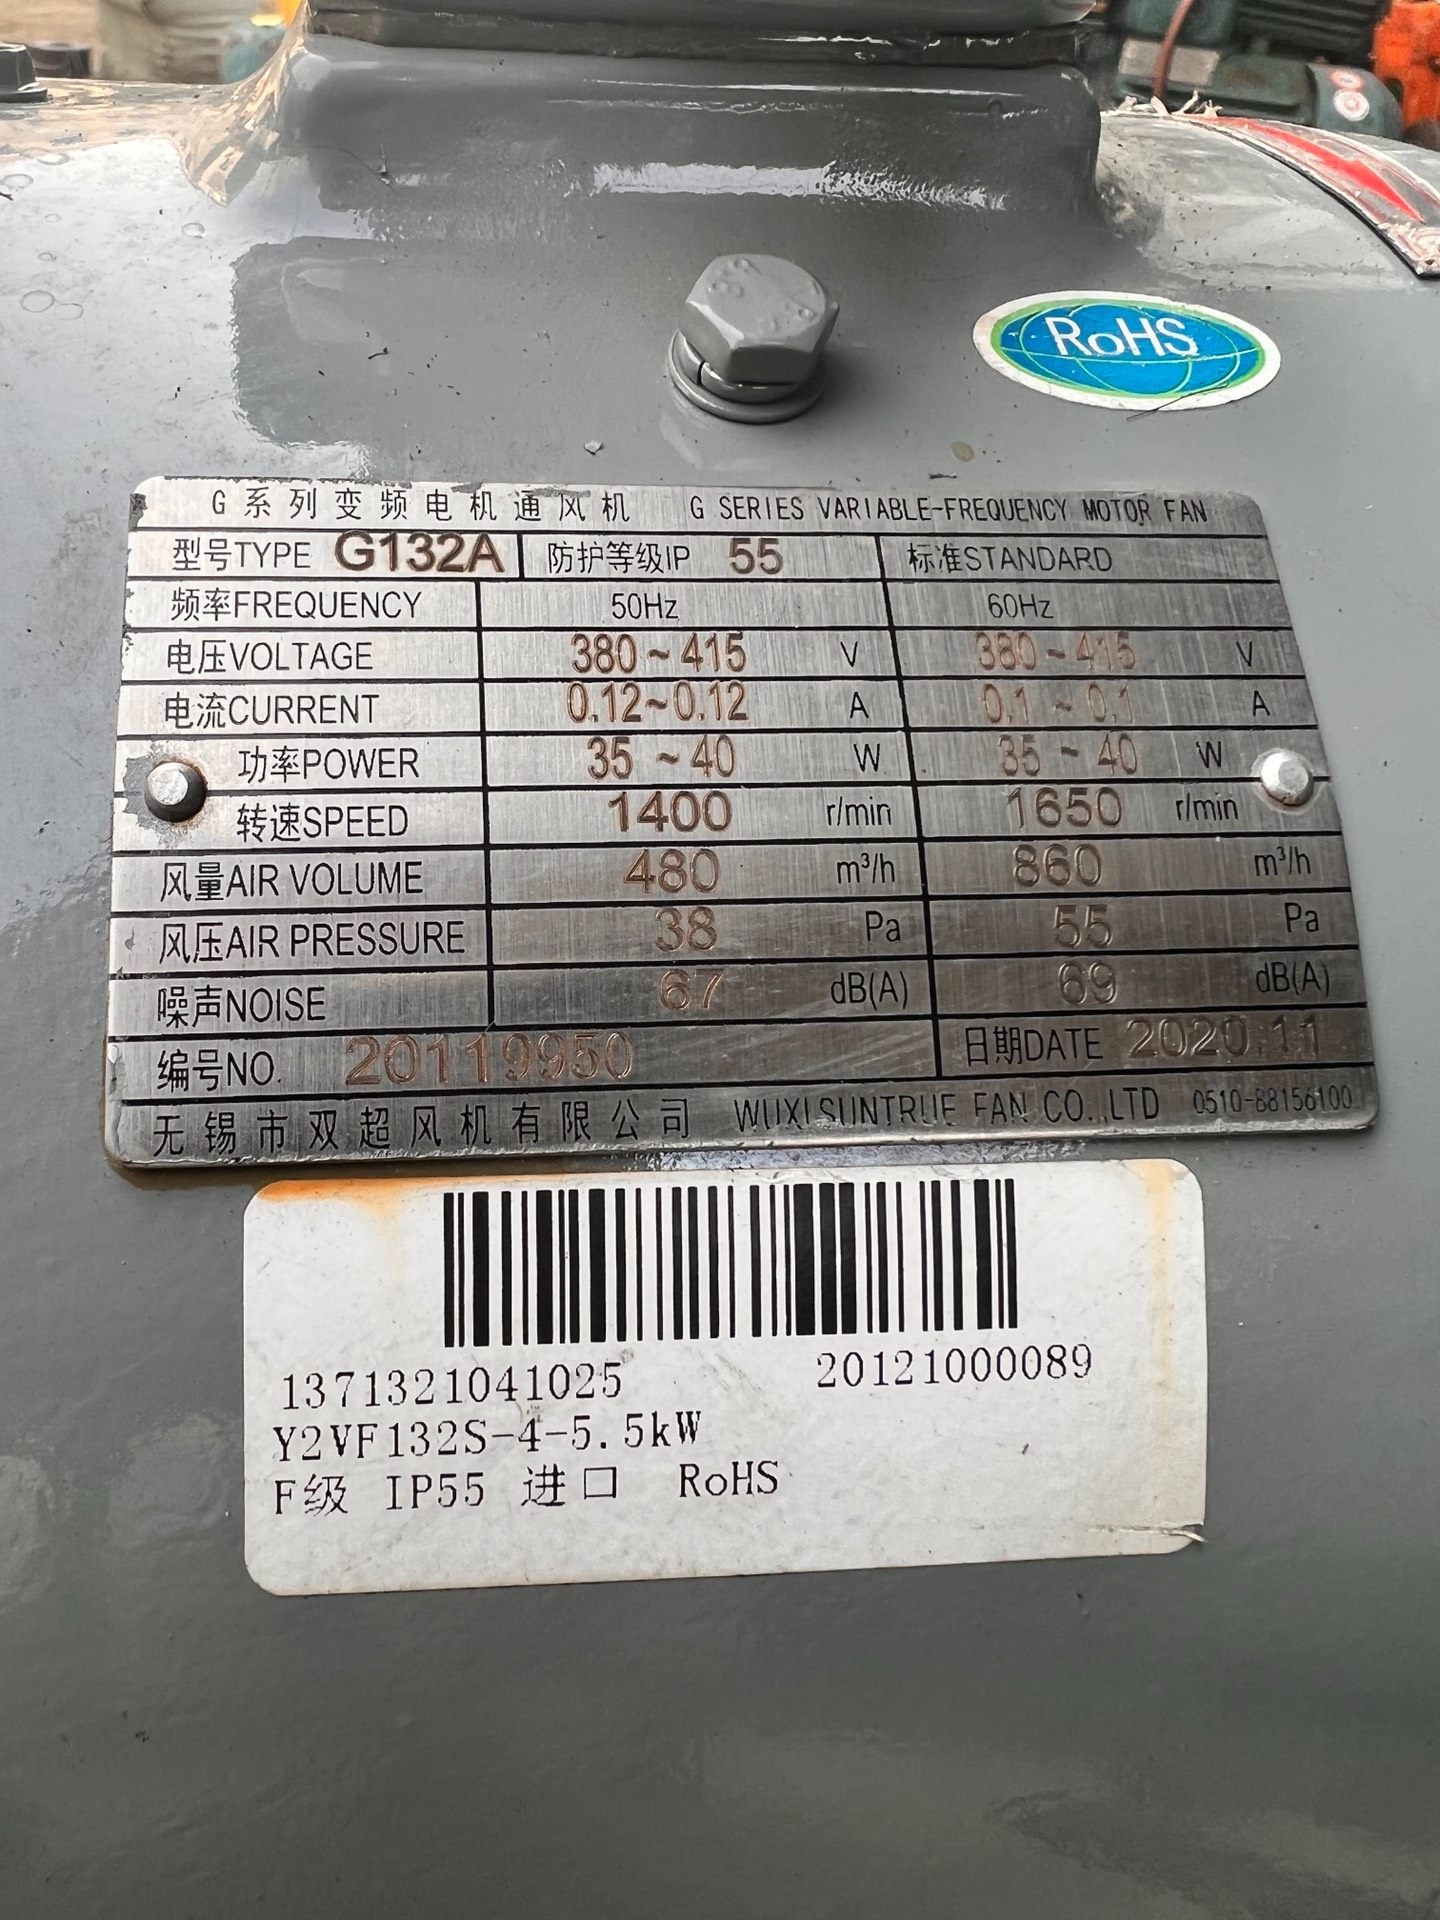 RoHS
G系列变频电机通风机 G SERIES VARIABLE-FREQUENCY MOTOR FAN
型号TYPE G132A 防护等级IP 55 标准STANDARD
频率FREQUENCY 50Hz 60Hz
电压VOLTAGE 380~415 V 380~415 V
电流CURRENT 0.12~0.12 A 0.1~0.1 A
功率POWER 35~40 W 35~40 W
转速SPEED 1400 r/min 1650 r/min
风量AIR VOLUME 480 m³/h 860 m³/h
风压AIR PRESSURE 38 Pa 55 Pa
噪声NOISE 67 dB(A) 69 dB(A)
编号NO. 20119950 日期DATE 2020.11
无锡市双超风机有限公司 WUXI SUNTRUE FAN CO.,LTD 0510-88156100
1371321041025 20121000089
Y2VF132S-4-5.5kW
F级 IP55 进口 RoHS